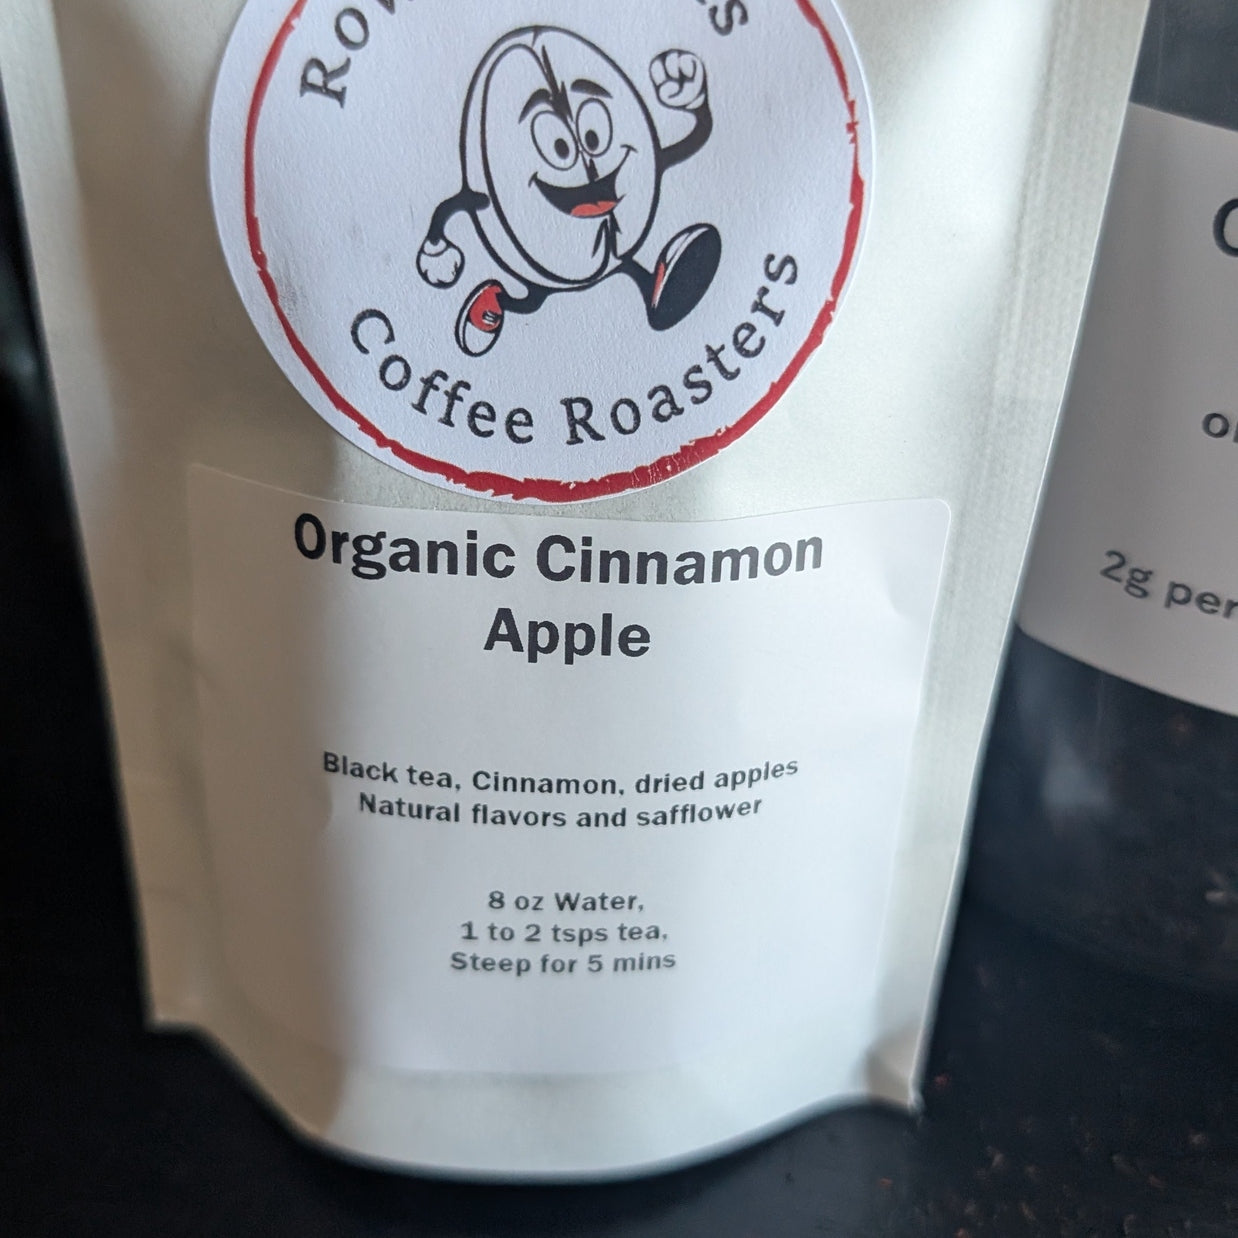 Coffee Roasters
Organic Cinnamon
Apple
Black tea, Cinnamon, dried apples
Natural flavors and safflower
8 oz Water,
1 to 2 tsps tea,
Steep for 5 mins
2g per